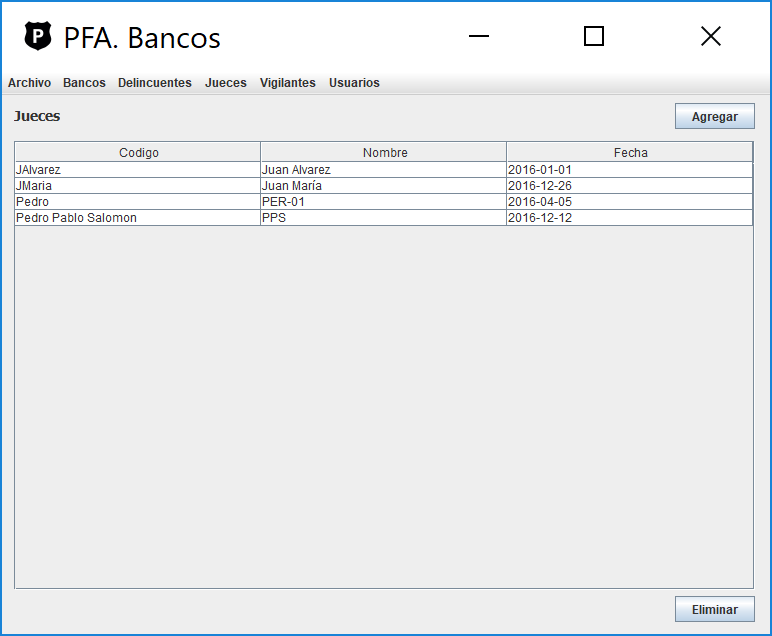 P PFA. Bancos
Archivo Bancos Delincuentes Jueces Vigilantes Usuarios
Jueces Agregar
Codigo Nombre Fecha
JAlvarez Juan Alvarez 2016-01-01
JMaria Juan María 2016-12-26
Pedro PER-01 2016-04-05
Pedro Pablo Salomon PPS 2016-12-12
Eliminar